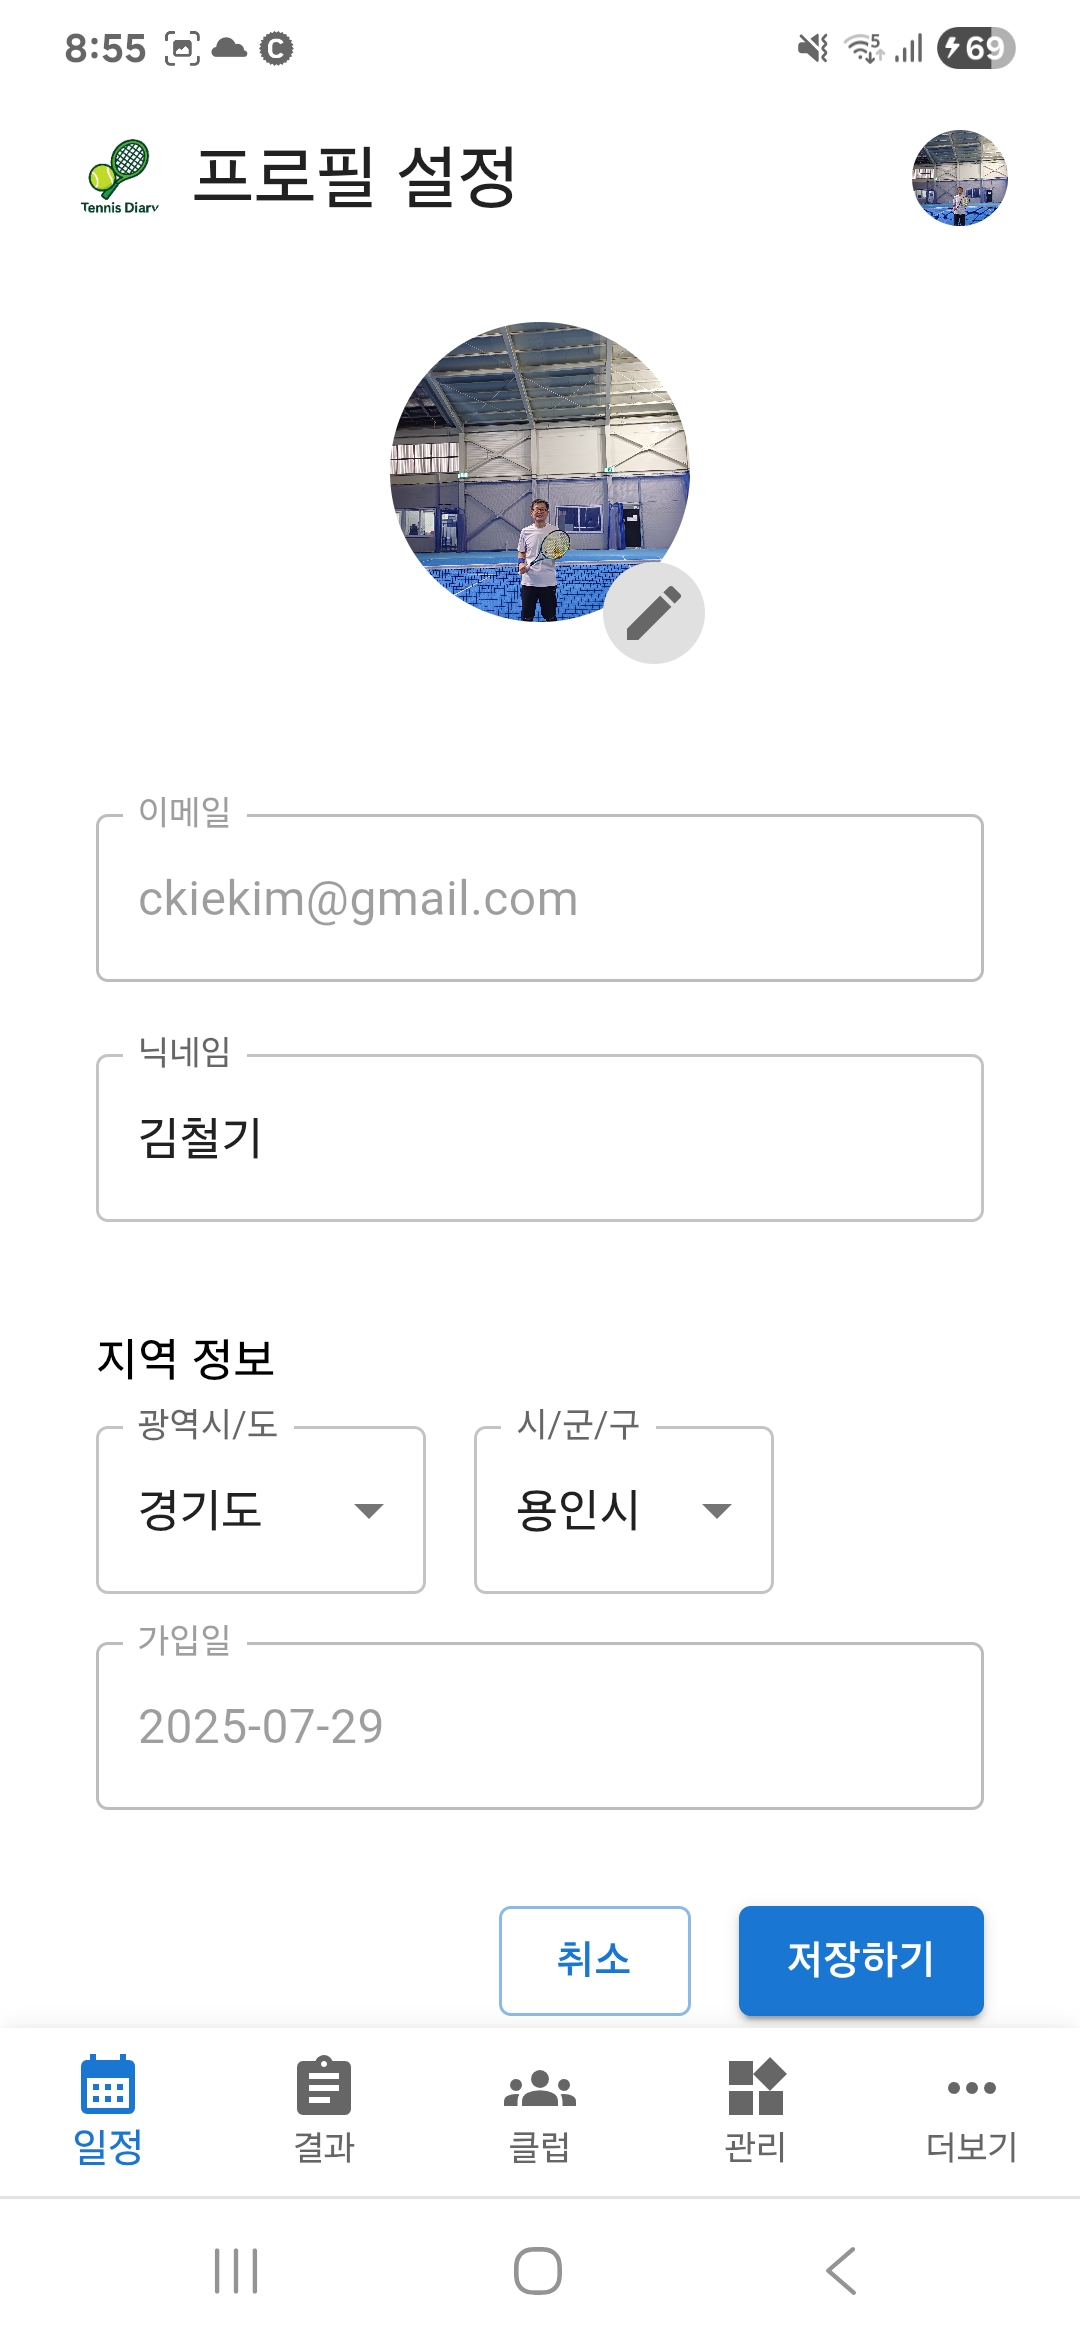 8:55
69
Tennis Diary
프로필 설정
이메일
ckiekim@gmail.com
닉네임
김철기
지역 정보
광역시/도
시/군/구
경기도
용인시
가입일
2025-07-29
취소
저장하기
일정
결과
클럽
관리
더보기